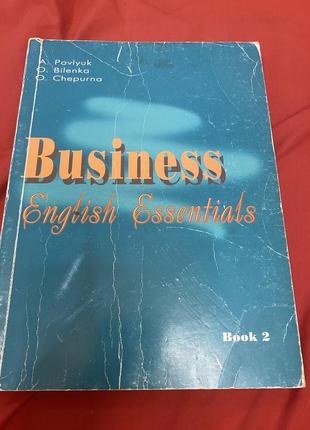 A. Pavlyuk
O. Bilenka
O. Chepurna
Business
English Essentials
Book 2